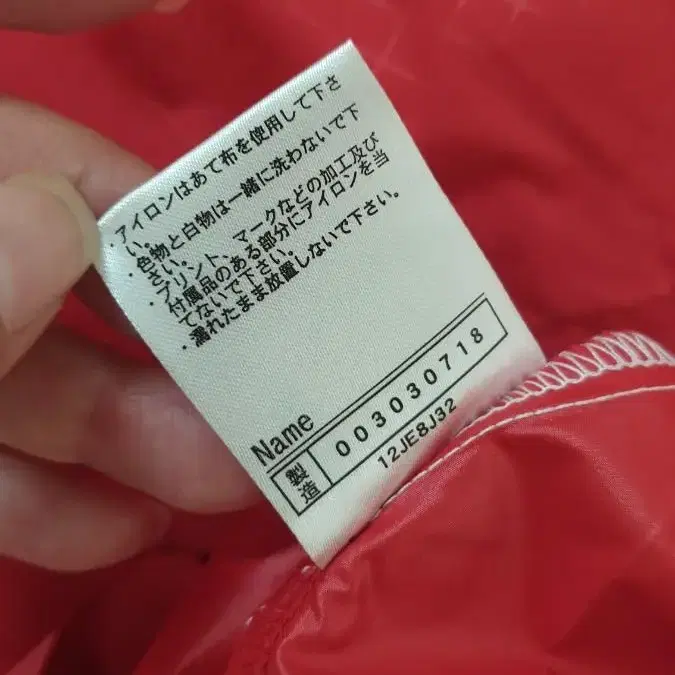 ・アイロンはあて布を使用して下さ
い。
・色物と白物は一緒に洗わないで下
さい。
・プリント、マークなどの加工及び
付属品のある部分にアイロンを当
てないで下さい。
・濡れたまま放置しないで下さい。
Name
製造 003030718
12JE8J32